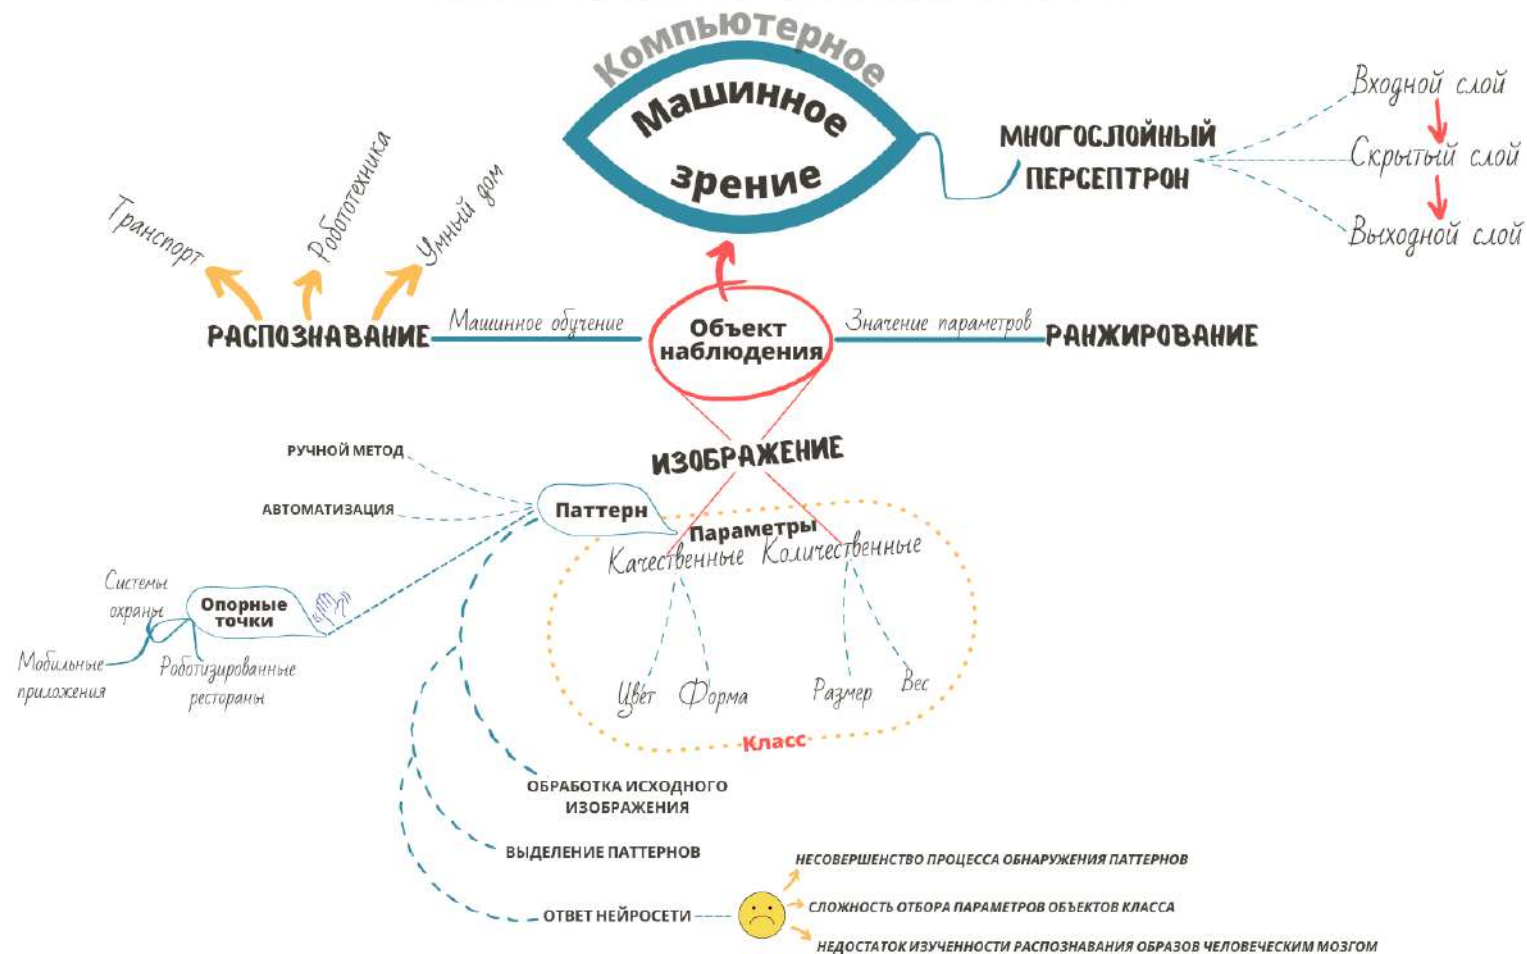 Компьютерное
Машинное
зрение
МНОГОСЛОЙНЫЙ
ПЕРСЕПТРОН
Входной слой
Скрытый слой
Выходной слой
Транспорт
Робототехника
Умный дом
РАСПОЗНАВАНИЕ
Машинное обучение
Объект
наблюдения
Значение параметров
РАНЖИРОВАНИЕ
ИЗОБРАЖЕНИЕ
РУЧНОЙ МЕТОД
АВТОМАТИЗАЦИЯ
Паттерн
Параметры
Качественные Количественные
Системы
охраны
Опорные
точки
Мобильные
приложения
Роботизированные
рестораны
Цвет Форма
Размер Вес
Класс
ОБРАБОТКА ИСХОДНОГО
ИЗОБРАЖЕНИЯ
ВЫДЕЛЕНИЕ ПАТТЕРНОВ
ОТВЕТ НЕЙРОСЕТИ
НЕСОВЕРШЕНСТВО ПРОЦЕССА ОБНАРУЖЕНИЯ ПАТТЕРНОВ
СЛОЖНОСТЬ ОТБОРА ПАРАМЕТРОВ ОБЪЕКТОВ КЛАССА
НЕДОСТАТОК ИЗУЧЕННОСТИ РАСПОЗНАВАНИЯ ОБРАЗОВ ЧЕЛОВЕЧЕСКИМ МОЗГОМ